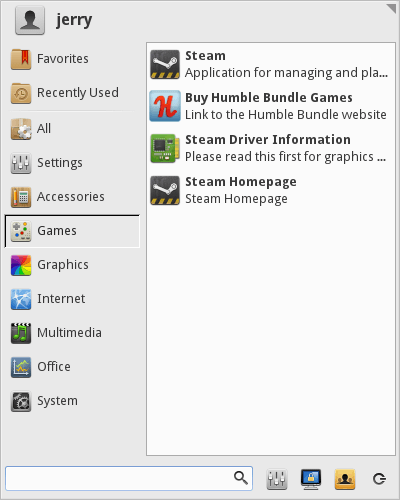 jerry
Favorites
Recently Used
All
Settings
Accessories
Games
Graphics
Internet
Multimedia
Office
System
Steam
Application for managing and pla...
Buy Humble Bundle Games
Link to the Humble Bundle website
Steam Driver Information
Please read this first for graphics ...
Steam Homepage
Steam Homepage